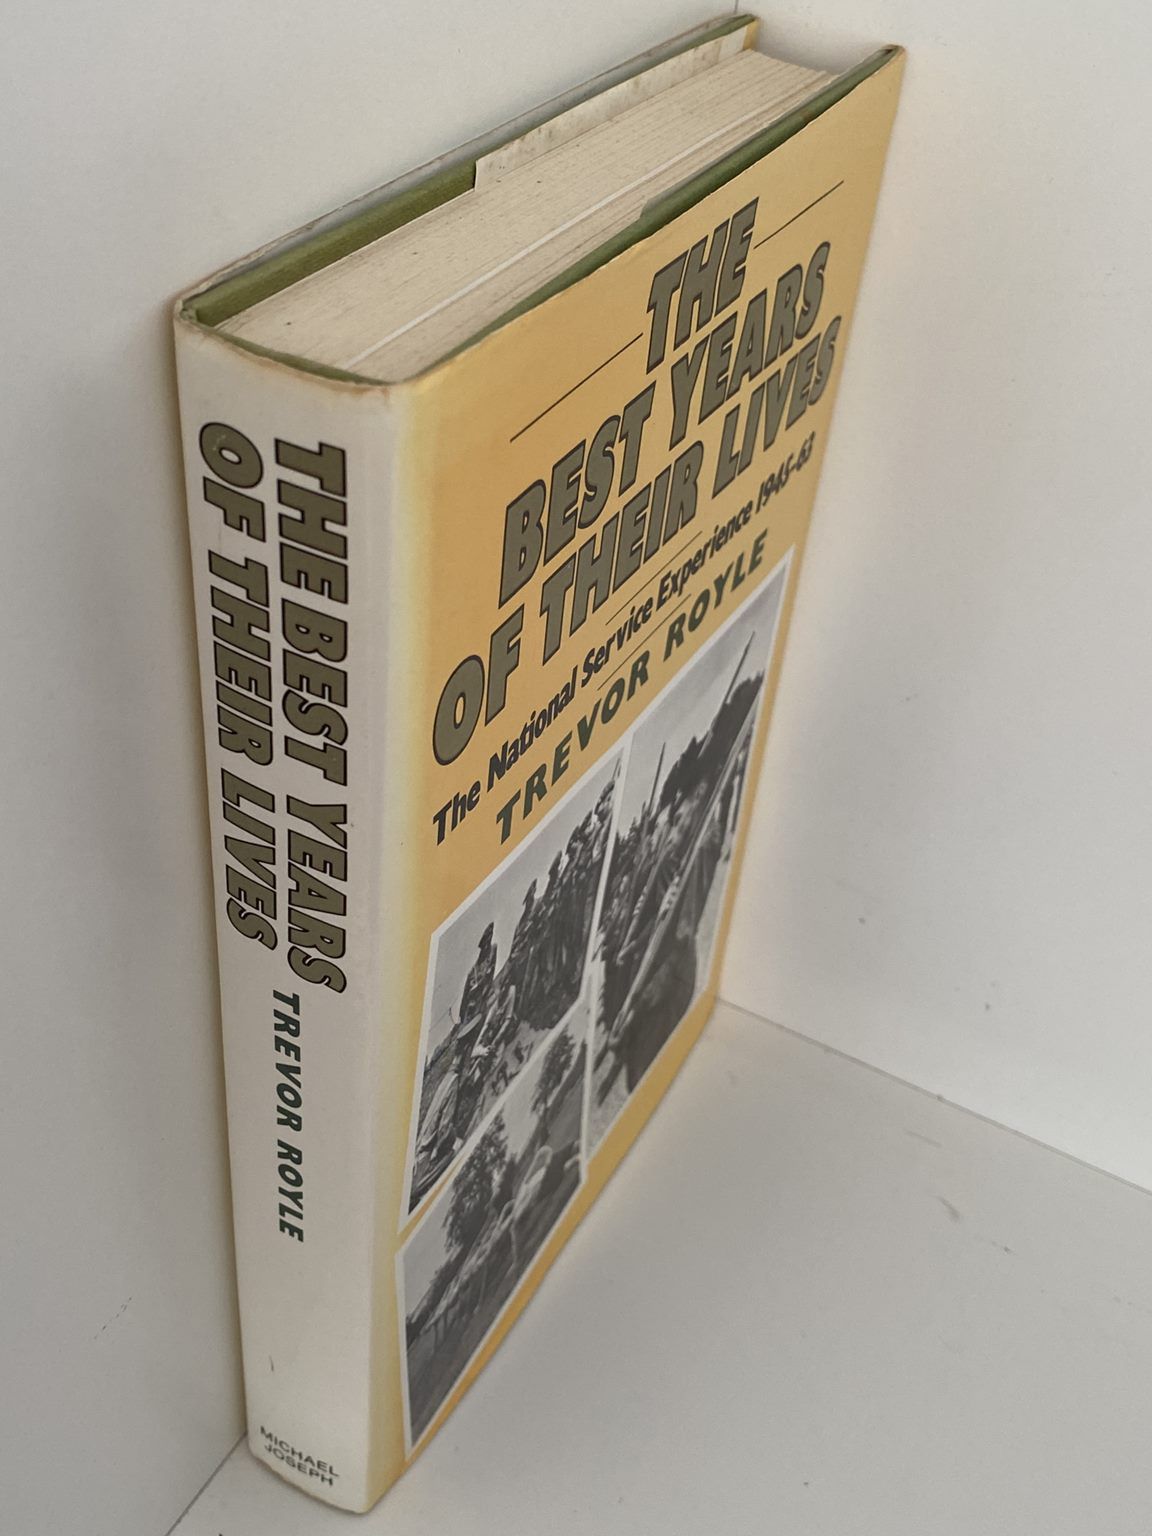 THE BEST YEARS
OF THEIR LIVES
TREVOR ROYLE
MICHAEL
JOSEPH
THE
BEST YEARS
OF THEIR LIVES
The National Service Experience 1945-63
TREVOR ROYLE